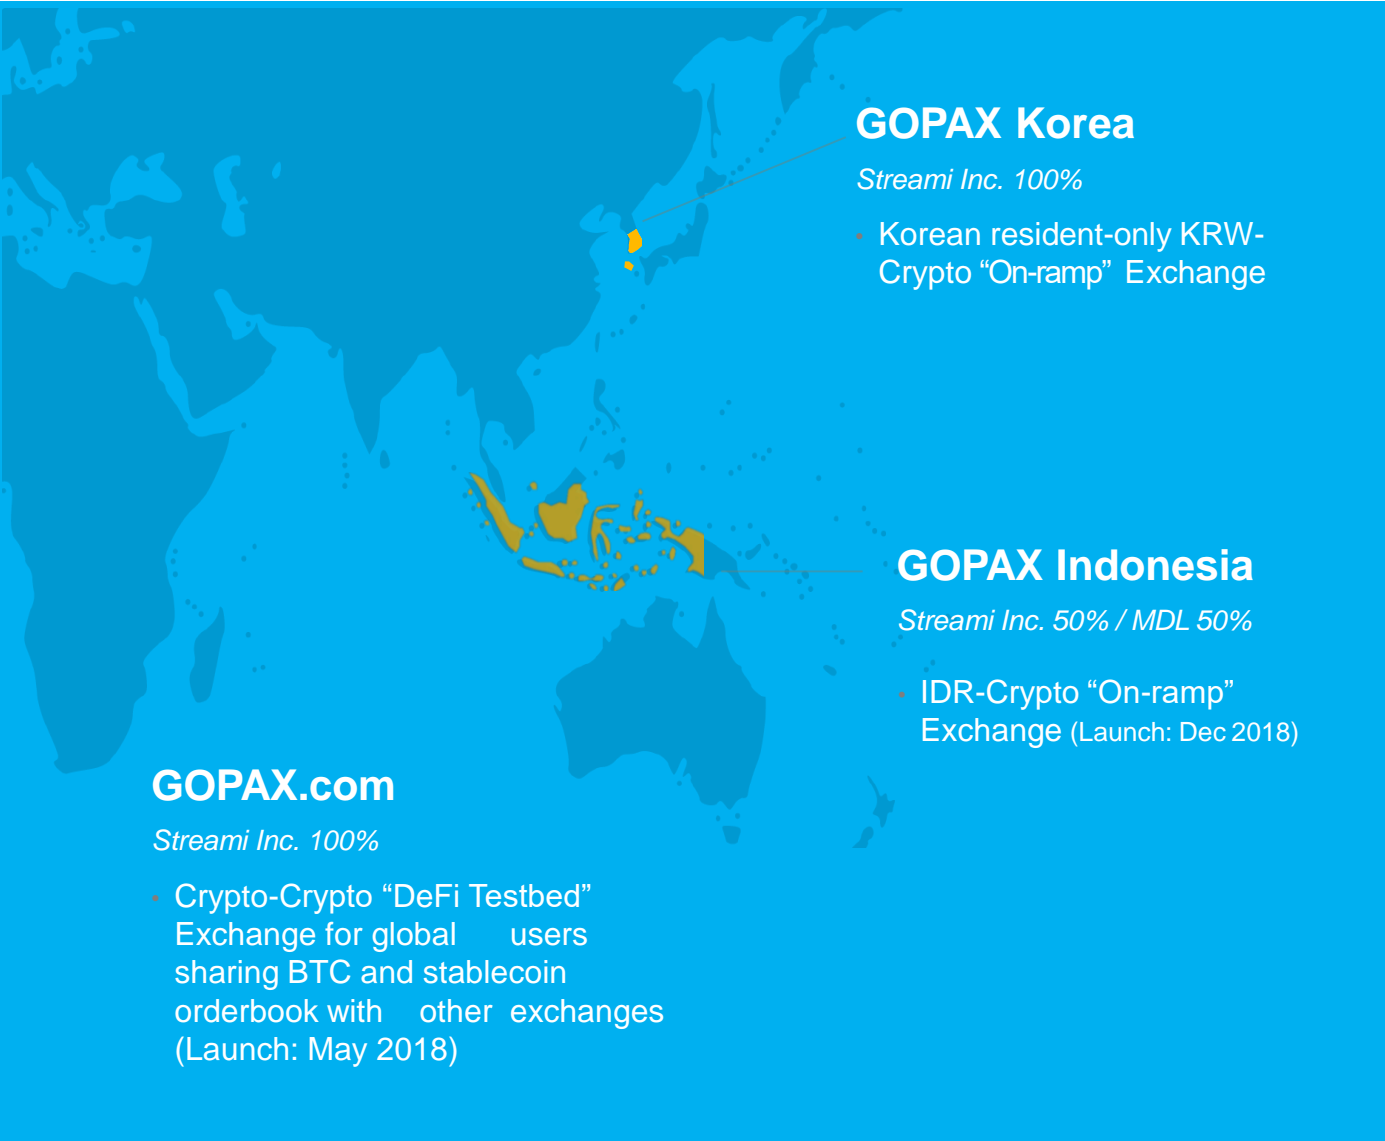 GOPAX Korea
Streami Inc. 100%
• Korean resident-only KRW-
Crypto “On-ramp” Exchange
GOPAX Indonesia
Streami Inc. 50% / MDL 50%
• IDR-Crypto “On-ramp”
Exchange (Launch: Dec 2018)
GOPAX.com
Streami Inc. 100%
• Crypto-Crypto “DeFi Testbed”
Exchange for global users
sharing BTC and stablecoin
orderbook with other exchanges
(Launch: May 2018)